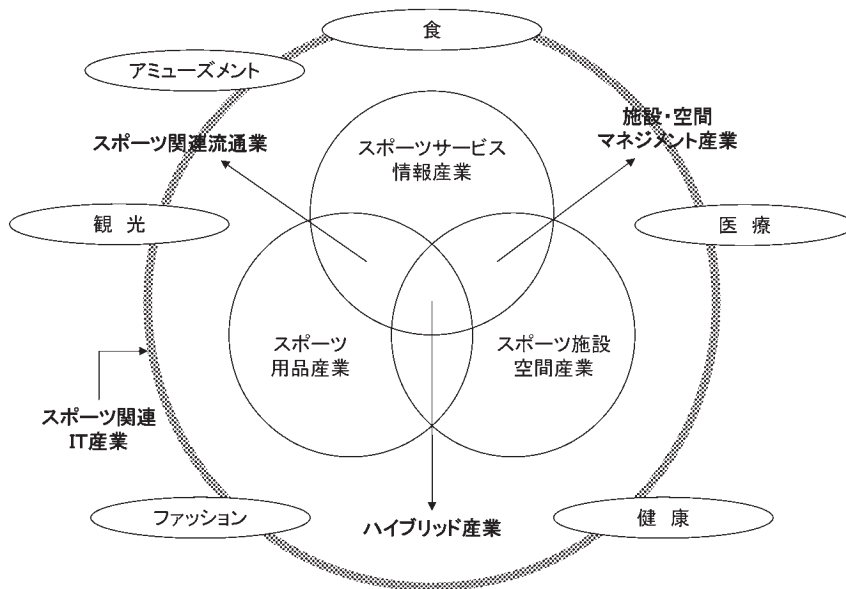 食
アミューズメント
スポーツ関連流通業
施設・空間
マネジメント産業
スポーツサービス
情報産業
観 光
医 療
スポーツ
用品産業
スポーツ施設
空間産業
スポーツ関連
IT産業
ファッション
ハイブリッド産業
健 康